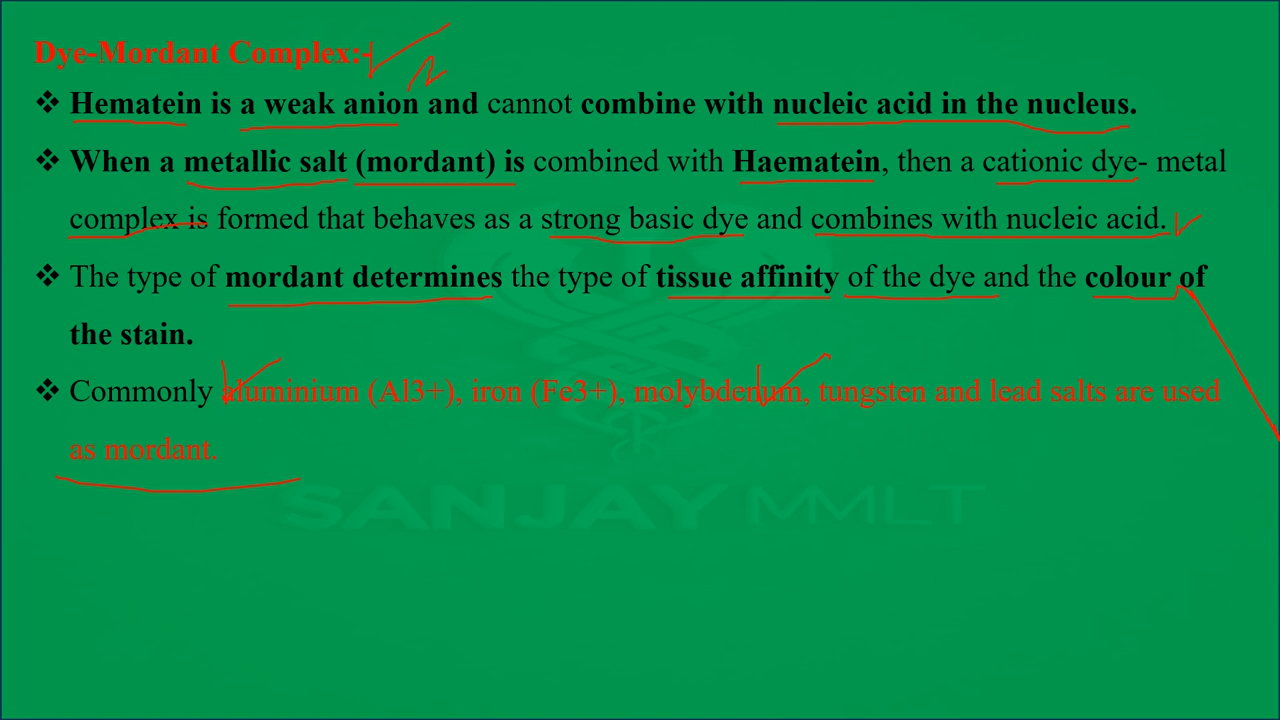 Dye-Mordant Complex:-
❖ Hematein is a weak anion and cannot combine with nucleic acid in the nucleus.
❖ When a metallic salt (mordant) is combined with Haematein, then a cationic dye- metal
complex is formed that behaves as a strong basic dye and combines with nucleic acid.
❖ The type of mordant determines the type of tissue affinity of the dye and the colour of
the stain.
❖ Commonly aluminium (Al3+), iron (Fe3+), molybdenum, tungsten and lead salts are used
as mordant.
SANJAY MMLT